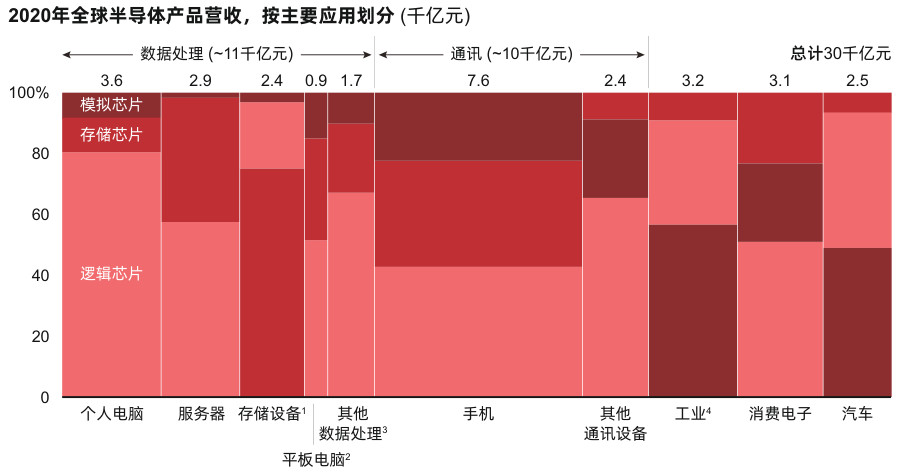 2020年全球半导体产品营收，按主要应用划分 (千亿元)
数据处理 (~11千亿元) 通讯 (~10千亿元) 总计30千亿元
3.6 2.9 2.4 0.9 1.7 7.6 2.4 3.2 3.1 2.5
100%
模拟芯片
存储芯片
80
60
逻辑芯片
40
20
0
个人电脑 服务器 存储设备1 其他 手机 其他 工业4 消费电子 汽车
数据处理3 通讯设备
平板电脑2